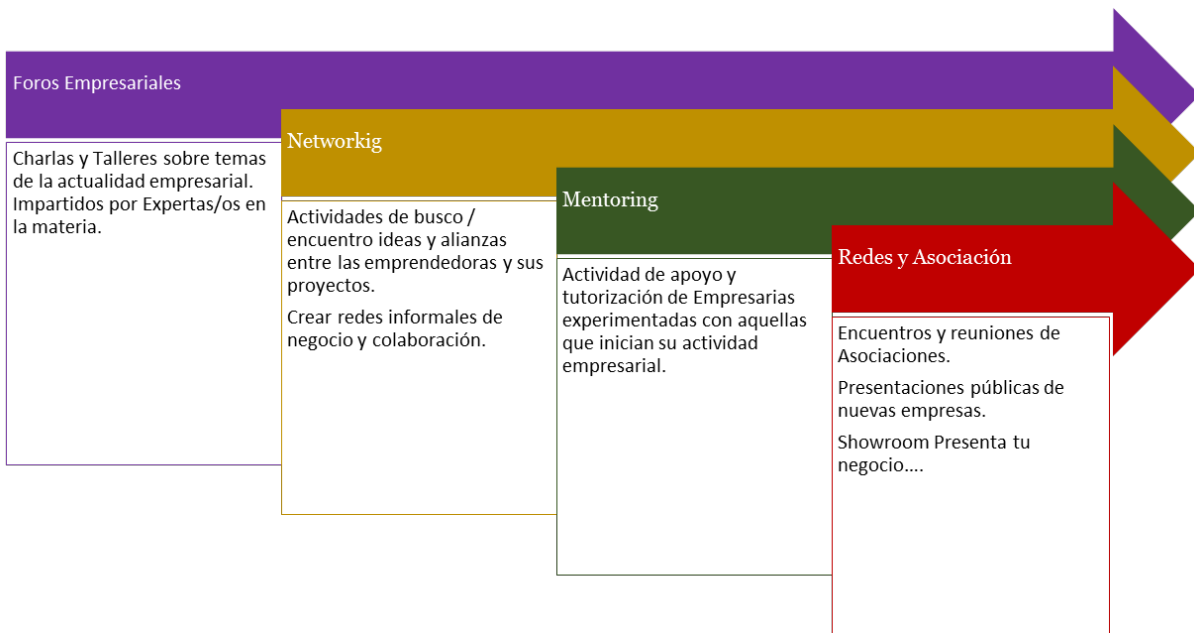 Foros Empresariales
Charlas y Talleres sobre temas
de la actualidad empresarial.
Impartidos por Expertas/os en
la materia.
Networkig
Actividades de busco /
encuentro ideas y alianzas
entre las emprendedoras y sus
proyectos.
Crear redes informales de
negocio y colaboración.
Mentoring
Actividad de apoyo y
tutorización de Empresarias
experimentadas con aquellas
que inician su actividad
empresarial.
Redes y Asociación
Encuentros y reuniones de
Asociaciones.
Presentaciones públicas de
nuevas empresas.
Showroom Presenta tu
negocio....